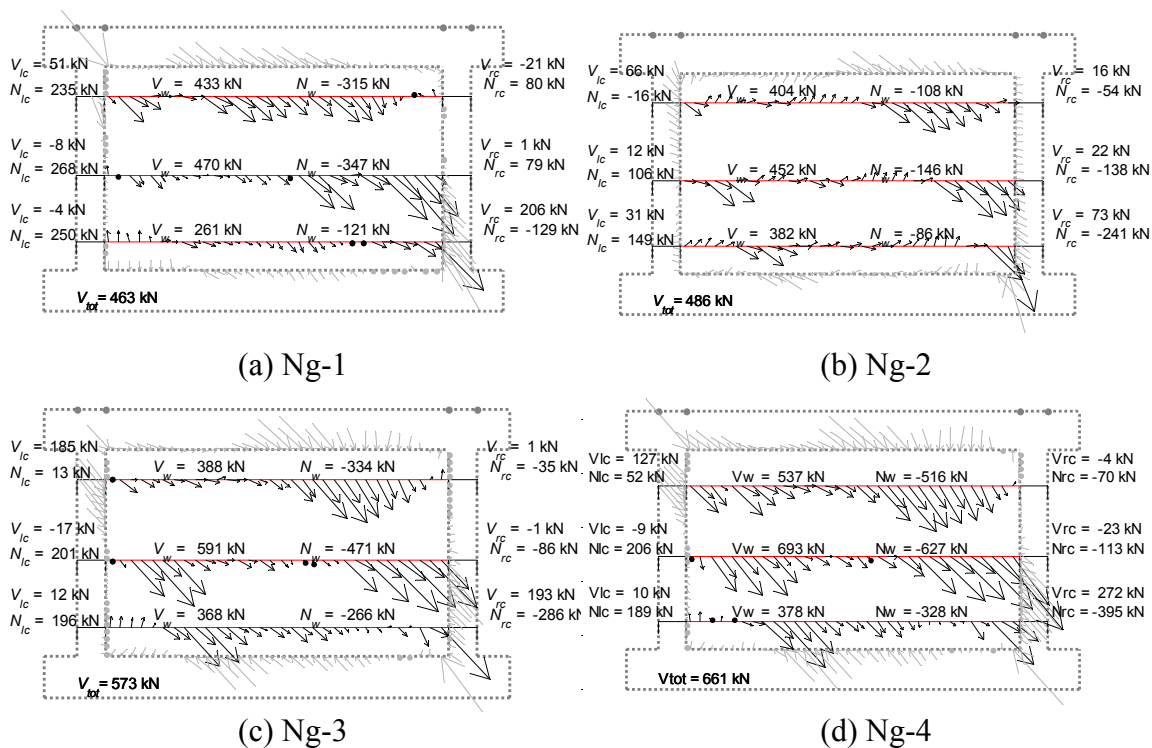 V_lc = 51 kN
N_lc = 235 kN
V_w = 433 kN N_w = -315 kN
V_rc = -21 kN
N_rc = 80 kN
V_lc = -8 kN
N_lc = 268 kN
V_w = 470 kN N_w = -347 kN
V_rc = 1 kN
N_rc = 79 kN
V_lc = -4 kN
N_lc = 250 kN
V_w = 261 kN N_w = -121 kN
V_rc = 206 kN
N_rc = -129 kN
V_tot = 463 kN
(a) Ng-1
V_lc = 66 kN
N_lc = -16 kN
V_w = 404 kN N_w = -108 kN
V_rc = 16 kN
N_rc = -54 kN
V_lc = 12 kN
N_lc = 106 kN
V_w = 452 kN N_w = -146 kN
V_rc = 22 kN
N_rc = -138 kN
V_lc = 31 kN
N_lc = 149 kN
V_w = 382 kN N_w = -86 kN
V_rc = 73 kN
N_rc = -241 kN
V_tot = 486 kN
(b) Ng-2
V_lc = 185 kN
N_lc = 13 kN
V_w = 388 kN N_w = -334 kN
V_rc = 1 kN
N_rc = -35 kN
V_lc = -17 kN
N_lc = 201 kN
V_w = 591 kN N_w = -471 kN
V_rc = -1 kN
N_rc = -86 kN
V_lc = 12 kN
N_lc = 196 kN
V_w = 368 kN N_w = -266 kN
V_rc = 193 kN
N_rc = -286 kN
V_tot = 573 kN
(c) Ng-3
Vlc = 127 kN
Nlc = 52 kN
Vw = 537 kN Nw = -516 kN
Vrc = -4 kN
Nrc = -70 kN
Vlc = -9 kN
Nlc = 206 kN
Vw = 693 kN Nw = -627 kN
Vrc = -23 kN
Nrc = -113 kN
Vlc = 10 kN
Nlc = 189 kN
Vw = 378 kN Nw = -328 kN
Vrc = 272 kN
Nrc = -395 kN
Vtot = 661 kN
(d) Ng-4